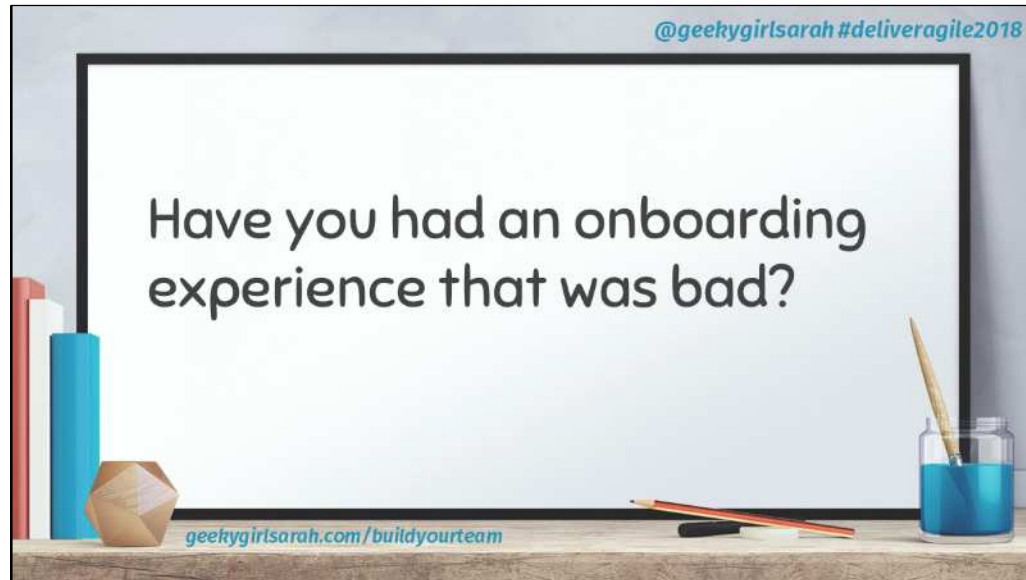 @geekygirlsarah #deliveragile2018
Have you had an onboarding
experience that was bad?
geekygirlsarah.com/buildyourteam